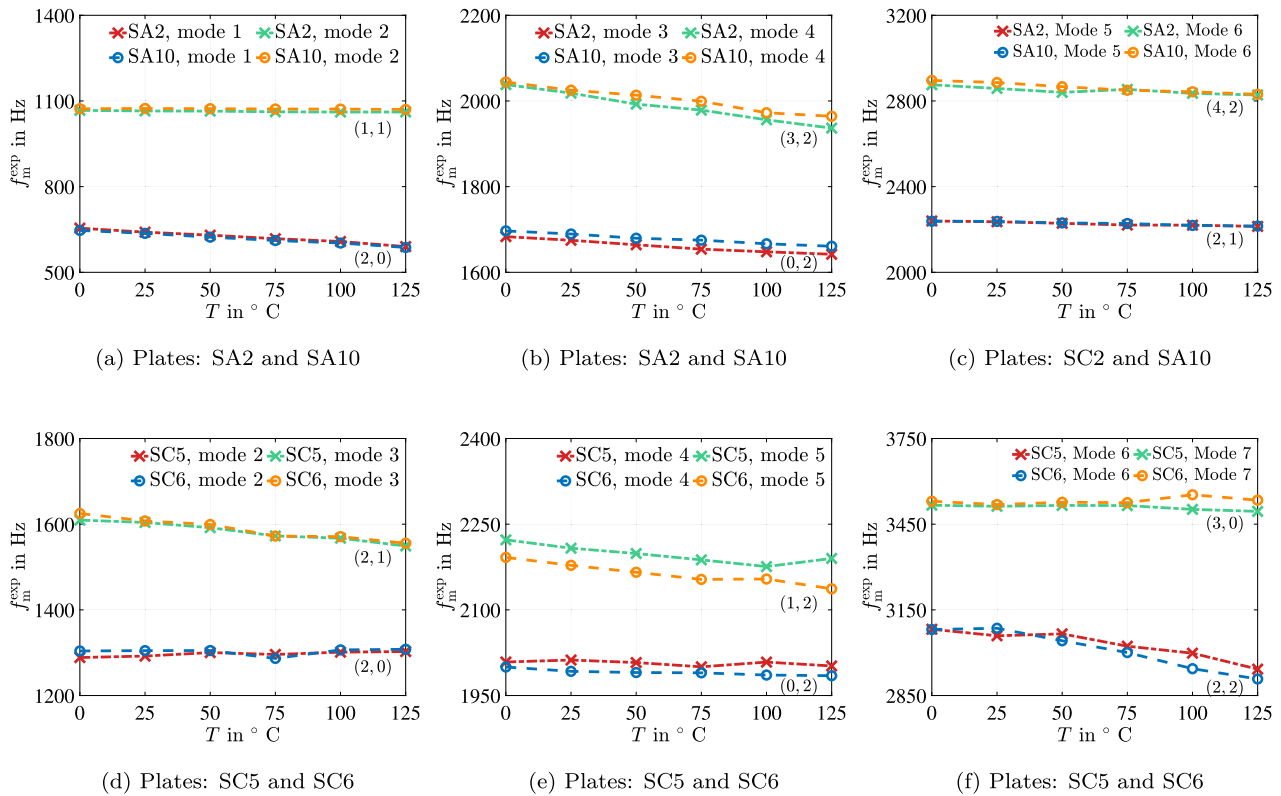 1400
1100
800
500
f_m^exp in Hz
SA2, mode 1 SA2, mode 2
SA10, mode 1 SA10, mode 2
(1, 1)
(2, 0)
0 25 50 75 100 125
T in ° C
(a) Plates: SA2 and SA10
2200
2000
1800
1600
f_m^exp in Hz
SA2, mode 3 SA2, mode 4
SA10, mode 3 SA10, mode 4
(3, 2)
(0, 2)
0 25 50 75 100 125
T in ° C
(b) Plates: SA2 and SA10
3200
2800
2400
2000
f_m^exp in Hz
SA2, Mode 5 SA2, Mode 6
SA10, Mode 5 SA10, Mode 6
(4, 2)
(2, 1)
0 25 50 75 100 125
T in ° C
(c) Plates: SC2 and SA10
1800
1600
1400
1200
f_m^exp in Hz
SC5, mode 2 SC5, mode 3
SC6, mode 2 SC6, mode 3
(2, 1)
(2, 0)
0 25 50 75 100 125
T in ° C
(d) Plates: SC5 and SC6
2400
2250
2100
1950
f_m^exp in Hz
SC5, mode 4 SC5, mode 5
SC6, mode 4 SC6, mode 5
(1, 2)
(0, 2)
0 25 50 75 100 125
T in ° C
(e) Plates: SC5 and SC6
3750
3450
3150
2850
f_m^exp in Hz
SC5, Mode 6 SC5, Mode 7
SC6, Mode 6 SC6, Mode 7
(3, 0)
(2, 2)
0 25 50 75 100 125
T in ° C
(f) Plates: SC5 and SC6